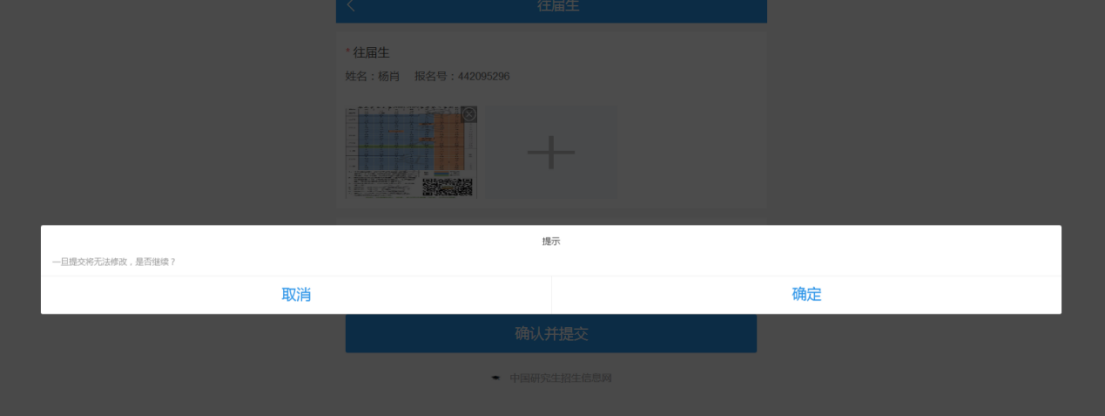 往届生
* 往届生
姓名：杨肖 报名号：442095296
提示
一旦提交将无法修改，是否继续？
取消 确定
确认并提交
中国研究生招生信息网